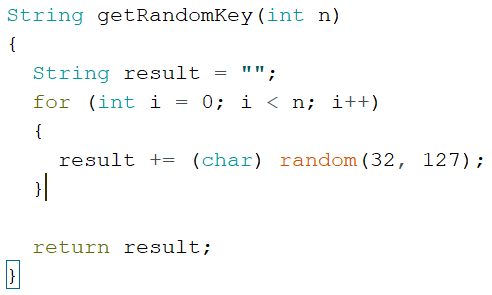 String getRandomKey(int n)
{
  String result = "";
  for (int i = 0; i < n; i++)
  {
    result += (char) random(32, 127);
  }

  return result;
}